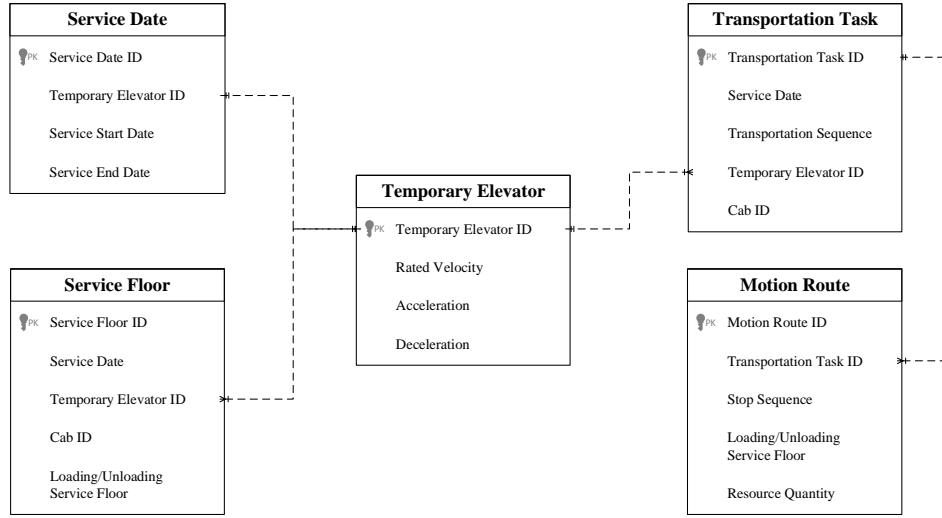 Service Date
PK Service Date ID
Temporary Elevator ID
Service Start Date
Service End Date
Service Floor
PK Service Floor ID
Service Date
Temporary Elevator ID
Cab ID
Loading/Unloading
Service Floor
Temporary Elevator
PK Temporary Elevator ID
Rated Velocity
Acceleration
Deceleration
Transportation Task
PK Transportation Task ID
Service Date
Transportation Sequence
Temporary Elevator ID
Cab ID
Motion Route
PK Motion Route ID
Transportation Task ID
Stop Sequence
Loading/Unloading
Service Floor
Resource Quantity